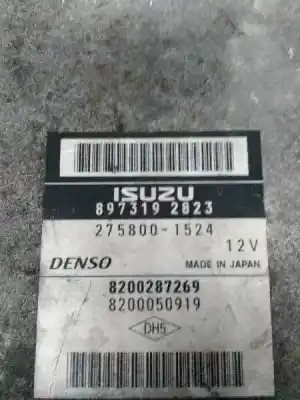 ISUZU
897319 2823
275800-1524
12V
DENSO MADE IN JAPAN
8200287269
8200050919
DH5